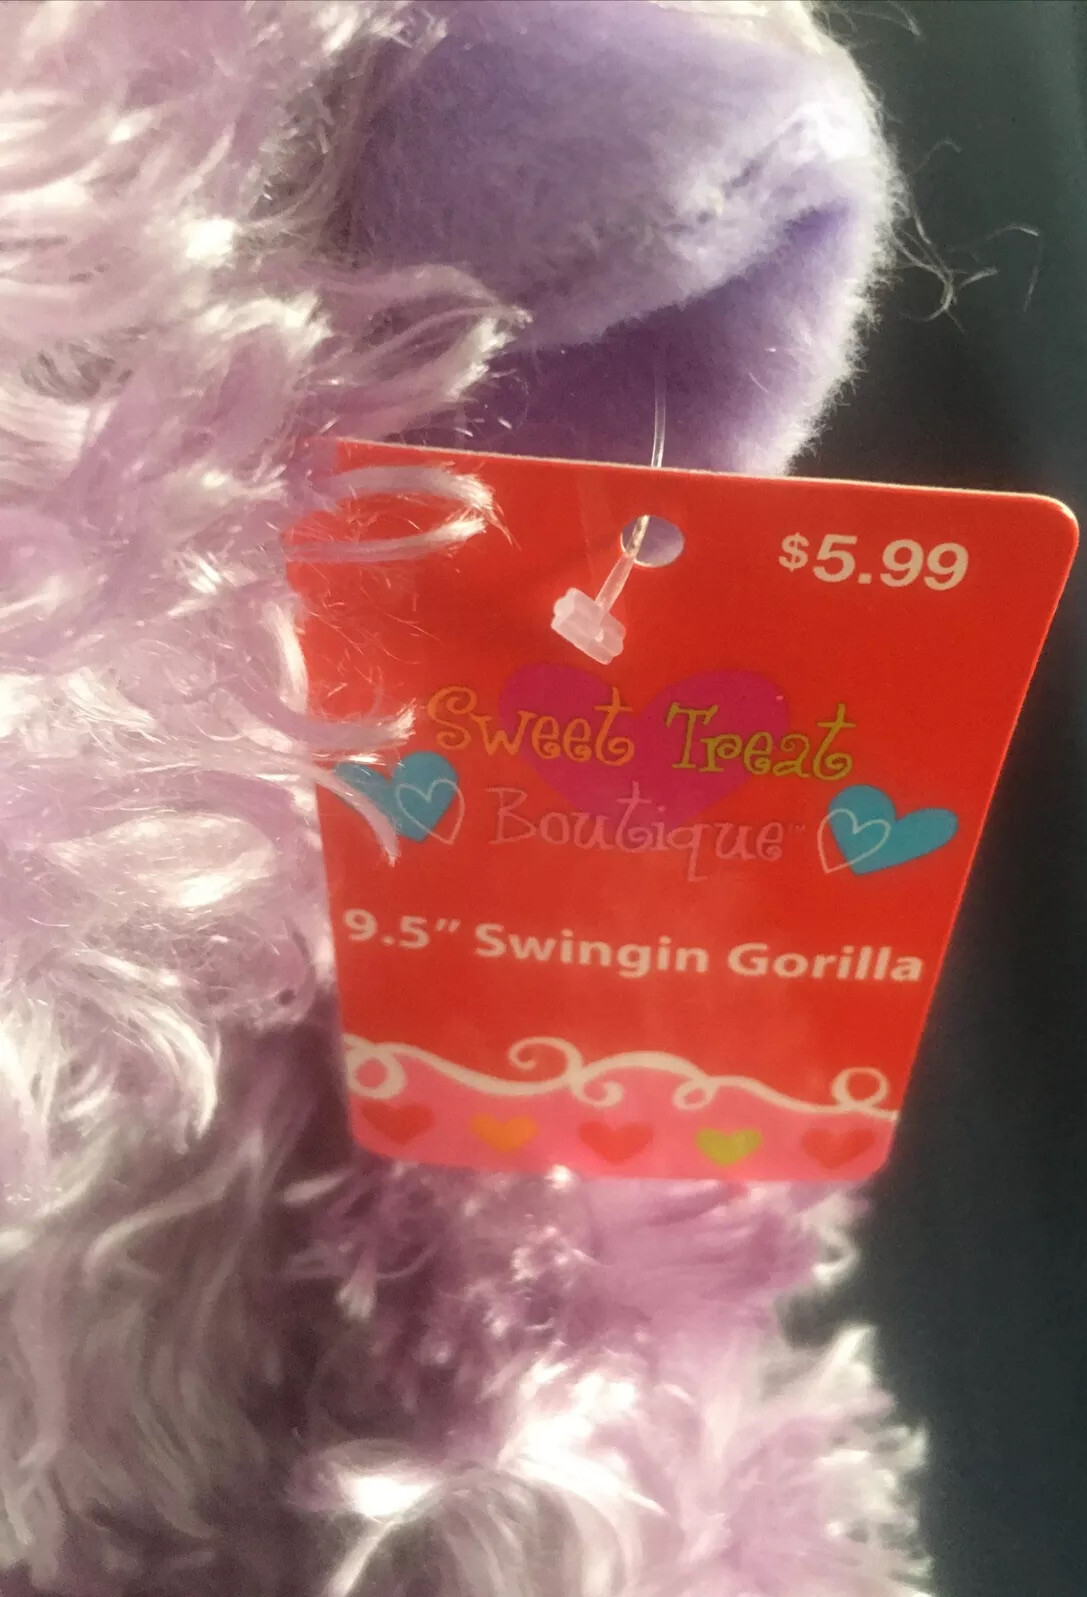 $5.99
Sweet Treat
Boutique™
9.5" Swingin Gorilla